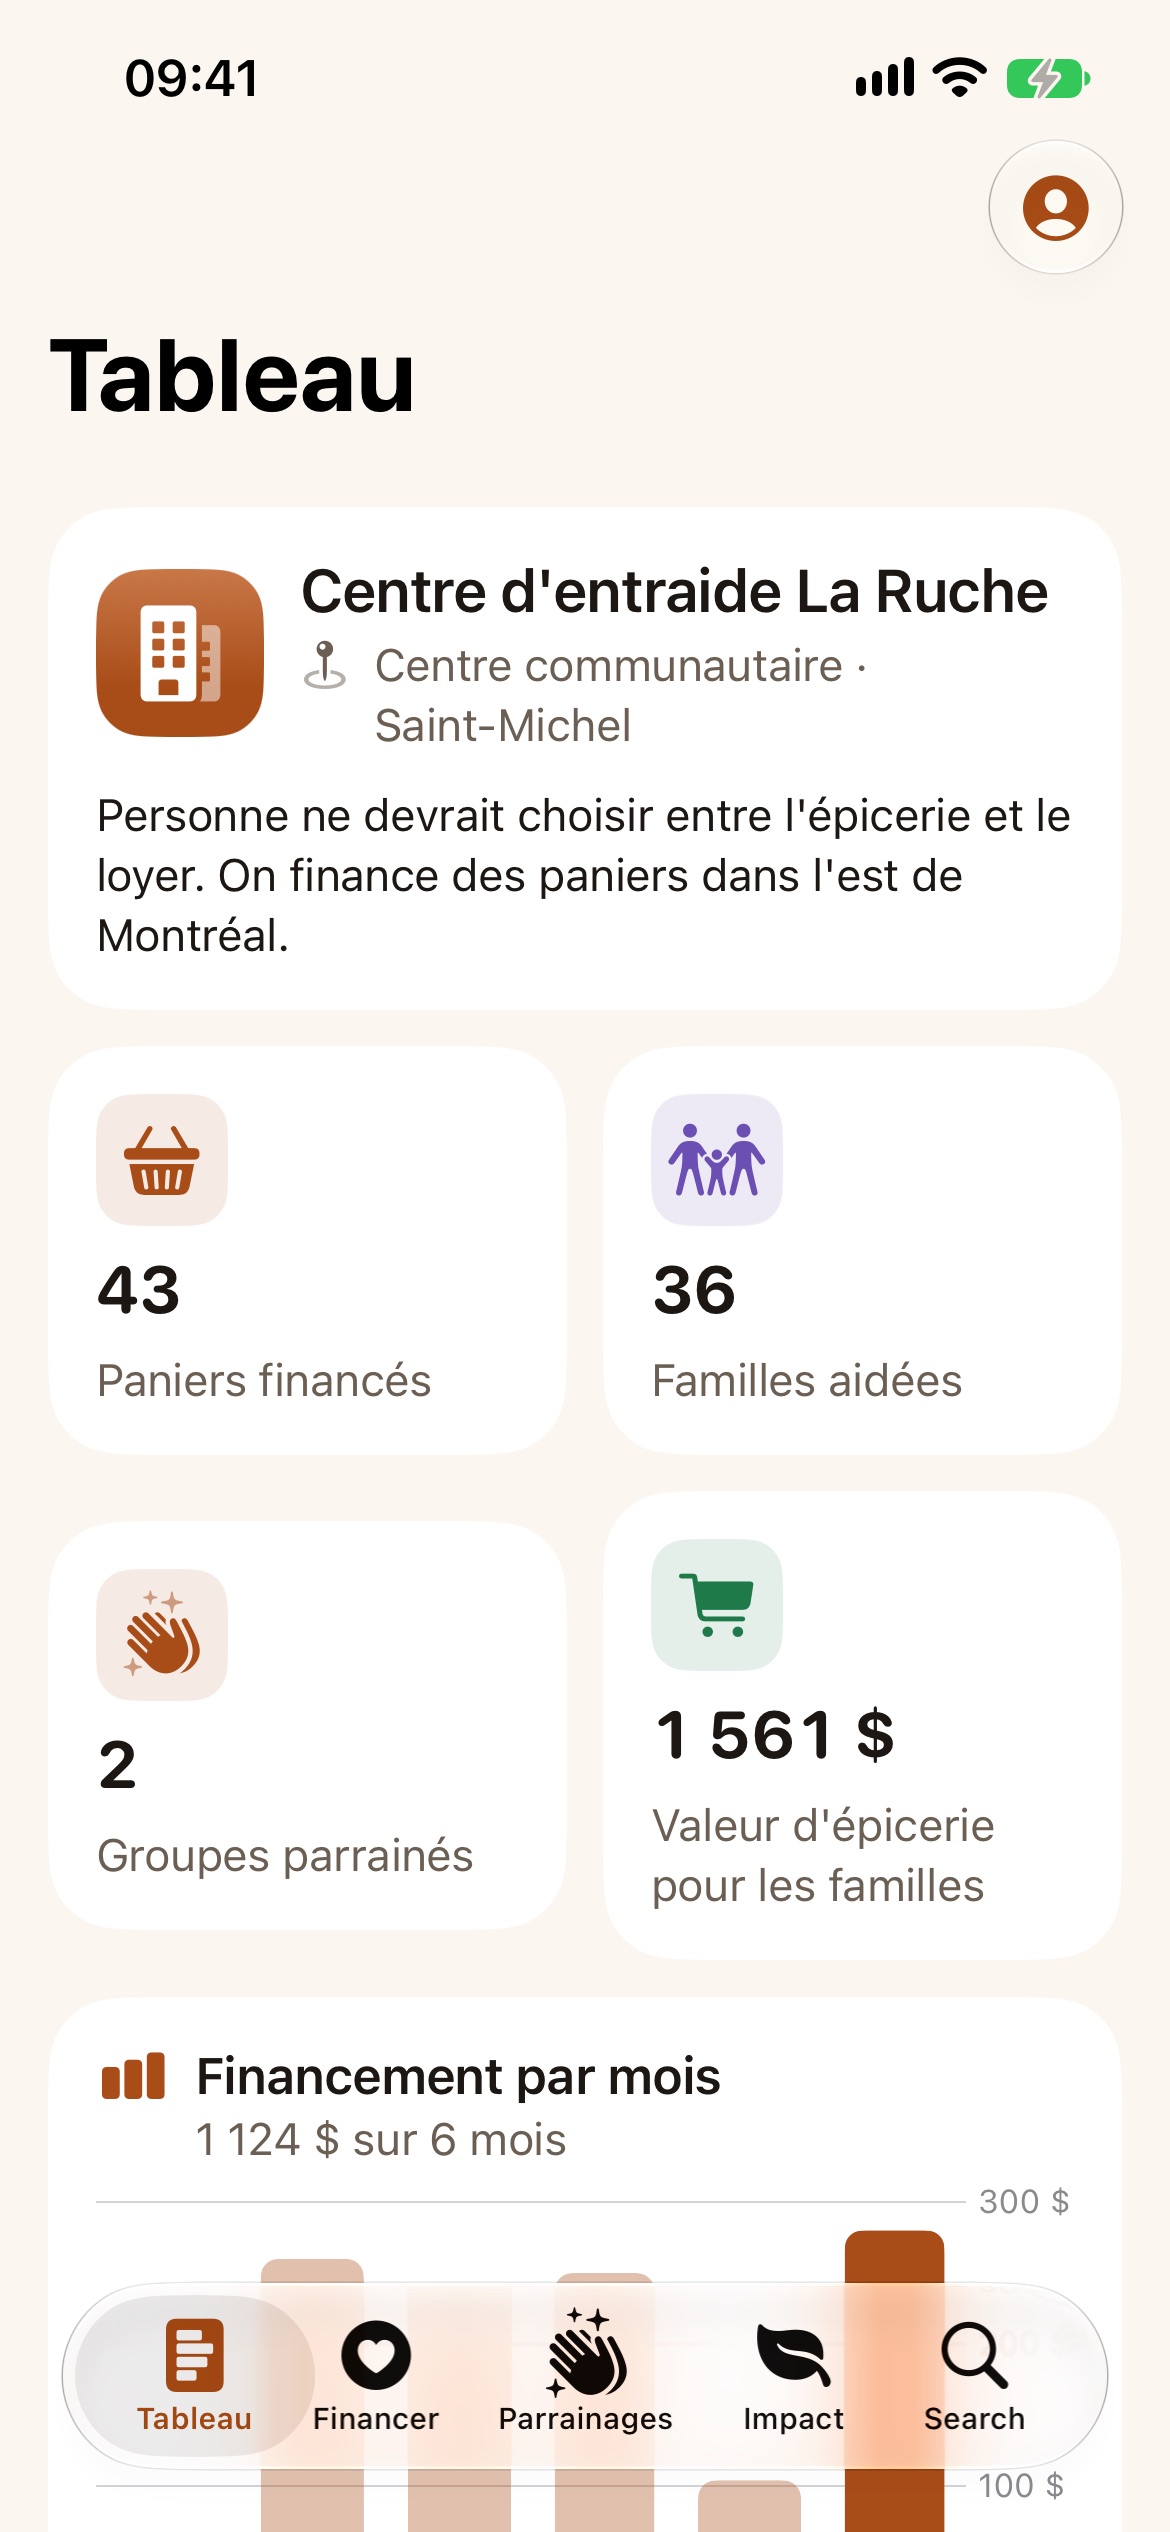 09:41
Tableau
Centre d'entraide La Ruche
Centre communautaire ·
Saint-Michel
Personne ne devrait choisir entre l'épicerie et le
loyer. On finance des paniers dans l'est de
Montréal.
43
Paniers financés
36
Familles aidées
2
Groupes parrainés
1 561 $
Valeur d'épicerie
pour les familles
Financement par mois
1 124 $ sur 6 mois
300 $
Tableau
Financer
Parrainages
Impact
Search
100 $